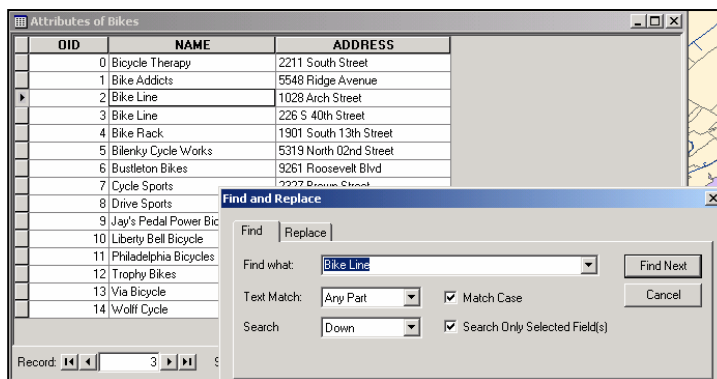 Attributes of Bikes
OID NAME ADDRESS
0 Bicycle Therapy 2211 South Street
1 Bike Addicts 5548 Ridge Avenue
2 Bike Line 1028 Arch Street
3 Bike Line 226 S 40th Street
4 Bike Rack 1901 South 13th Street
5 Bilenky Cycle Works 5319 North 02nd Street
6 Bustleton Bikes 9261 Roosevelt Blvd
7 Cycle Sports 2327 Brown Street
8 Drive Sports
9 Jay's Pedal Power Bic
10 Liberty Bell Bicycle
11 Philadelphia Bicycles
12 Trophy Bikes
13 Via Bicycle
14 Wolff Cycle
Record: 3
Find and Replace
Find Replace
Find what: Bike Line Find Next
Text Match: Any Part Match Case Cancel
Search Down Search Only Selected Field(s)